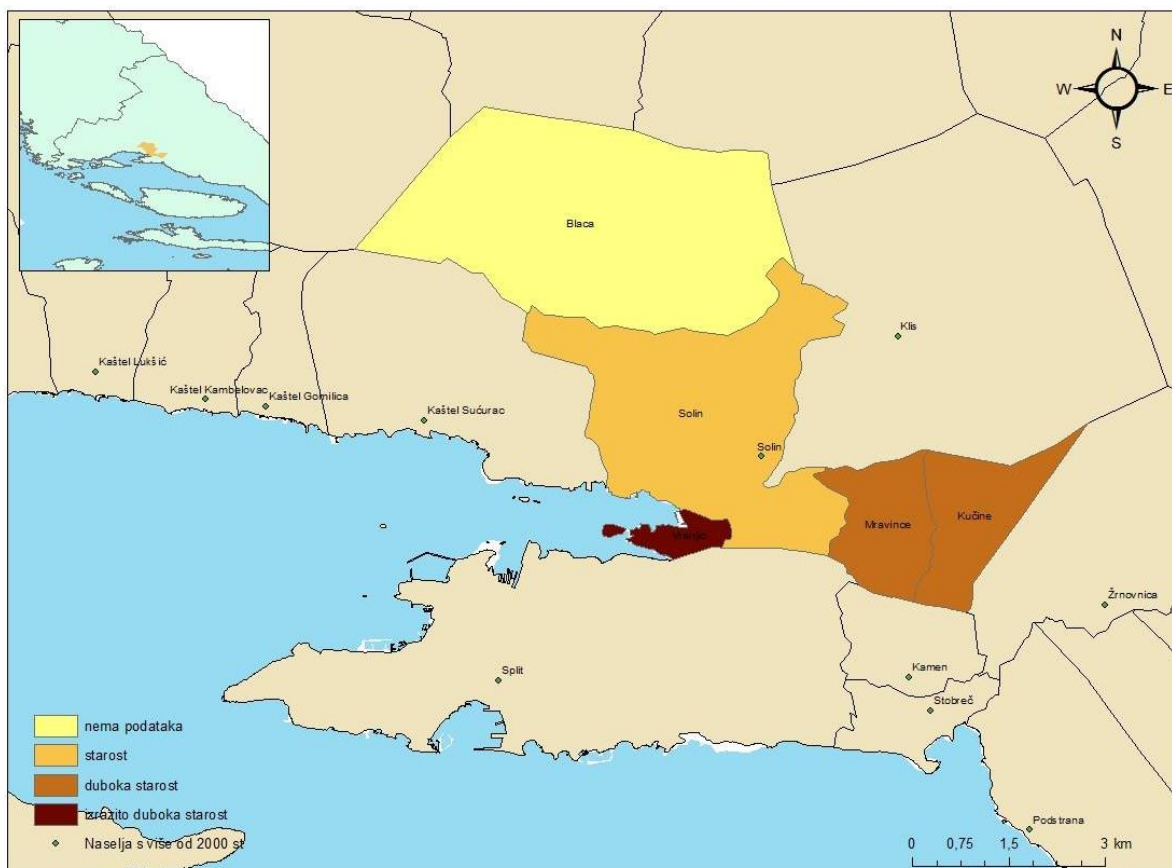 N
W
E
S
Blaca
Klis
Kaštel Lukšić
Kaštel Kambelovac
Kaštel Gomilica
Kaštel Sućurac
Solin
Solin
Mravince
Kučine
Vranjic
Žrnovnica
Kamen
Split
Stobreč
Podstrana
nema podataka
starost
duboka starost
izrazito duboka starost
Naselja s više od 2000 st
0 0,75 1,5 3 km